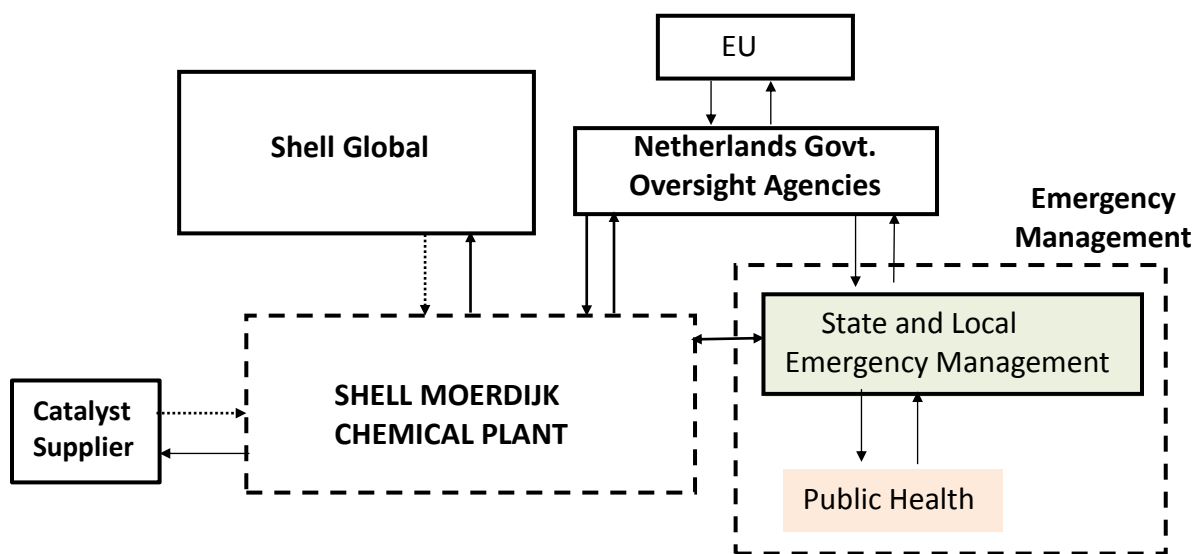 EU
Shell Global
Netherlands Govt.
Oversight Agencies
Emergency
Management
State and Local
Emergency Management
SHELL MOERDIJK
CHEMICAL PLANT
Catalyst
Supplier
Public Health